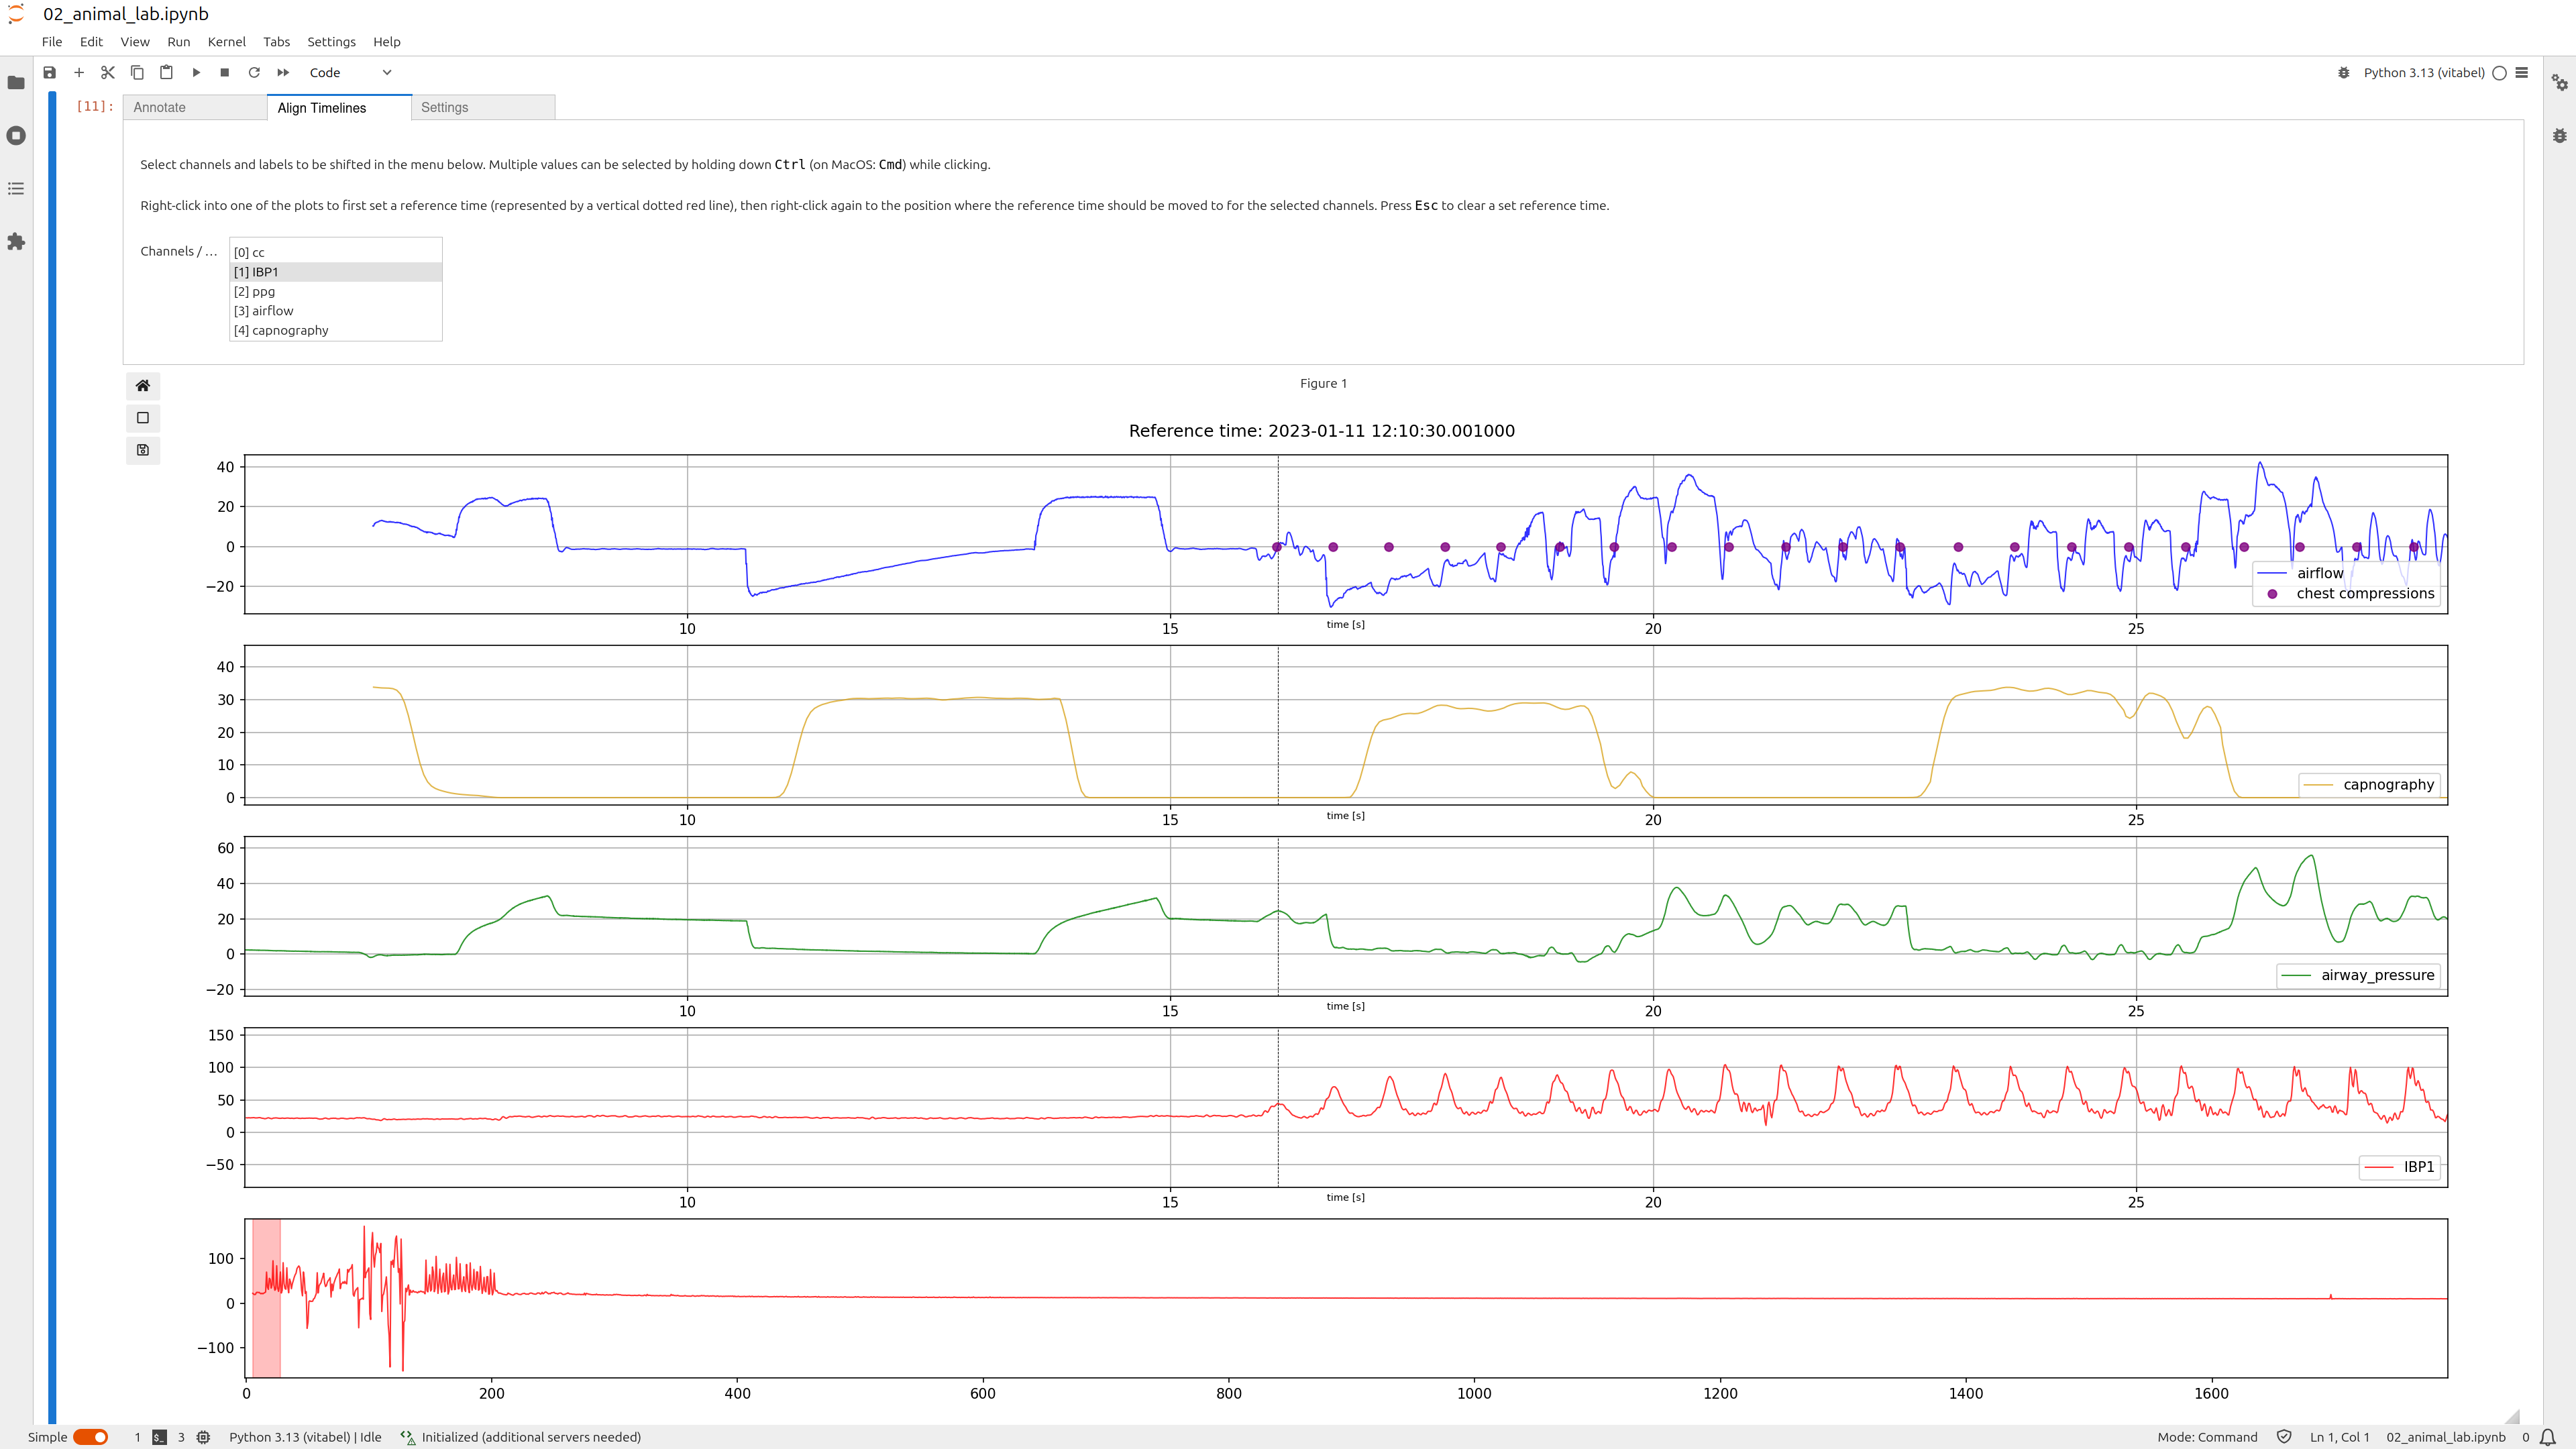 02_animal_lab.ipynb
File Edit View Run Kernel Tabs Settings Help
Code
Python 3.13 (vitabel)
[11]:
Annotate Align Timelines Settings
Select channels and labels to be shifted in the menu below. Multiple values can be selected by holding down Ctrl (on MacOS: Cmd) while clicking.
Right-click into one of the plots to first set a reference time (represented by a vertical dotted red line), then right-click again to the position where the reference time should be moved to for the selected channels. Press Esc to clear a set reference time.
Channels / …
[0] cc
[1] IBP1
[2] ppg
[3] airflow
[4] capnography
Figure 1
Reference time: 2023-01-11 12:10:30.001000
40
20
0
−20
airflow
chest compressions
10 15 20 25
time [s]
40
30
20
10
0
capnography
10 15 20 25
time [s]
60
40
20
0
−20
airway_pressure
10 15 20 25
time [s]
150
100
50
0
−50
IBP1
10 15 20 25
time [s]
100
0
−100
0 200 400 600 800 1000 1200 1400 1600
Simple 1 $_ 3 Python 3.13 (vitabel) | Idle Initialized (additional servers needed) Mode: Command Ln 1, Col 1 02_animal_lab.ipynb 0